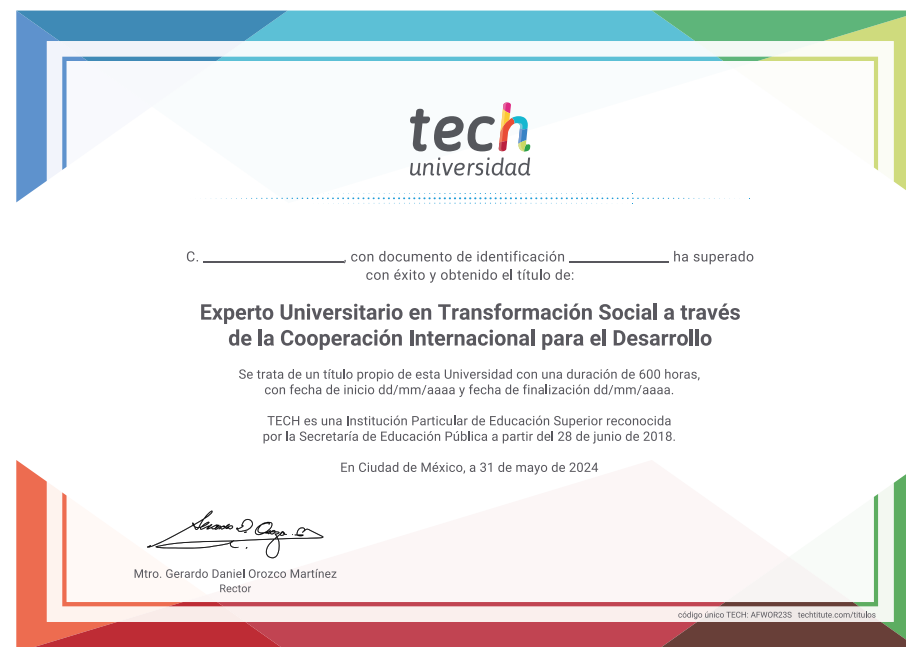 tech
universidad
C. ____________, con documento de identificación ____________ ha superado
con éxito y obtenido el título de:
Experto Universitario en Transformación Social a través
de la Cooperación Internacional para el Desarrollo
Se trata de un título propio de esta Universidad con una duración de 600 horas,
con fecha de inicio dd/mm/aaaa y fecha de finalización dd/mm/aaaa.
TECH es una Institución Particular de Educación Superior reconocida
por la Secretaría de Educación Pública a partir del 28 de junio de 2018.
En Ciudad de México, a 31 de mayo de 2024
Mtro. Gerardo Daniel Orozco Martínez
Rector
código único TECH: AFWOR23S techtitute.com/titulos